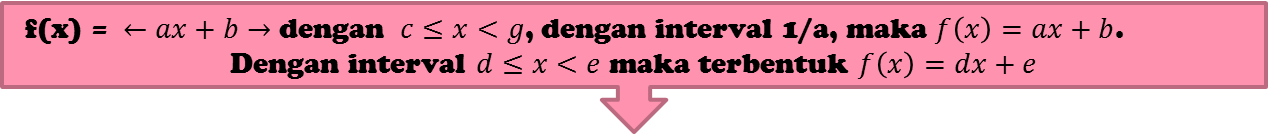 f(x) = ← ax + b → dengan c ≤ x < g, dengan interval 1/a, maka f(x) = ax + b.
Dengan interval d ≤ x < e maka terbentuk f(x) = dx + e